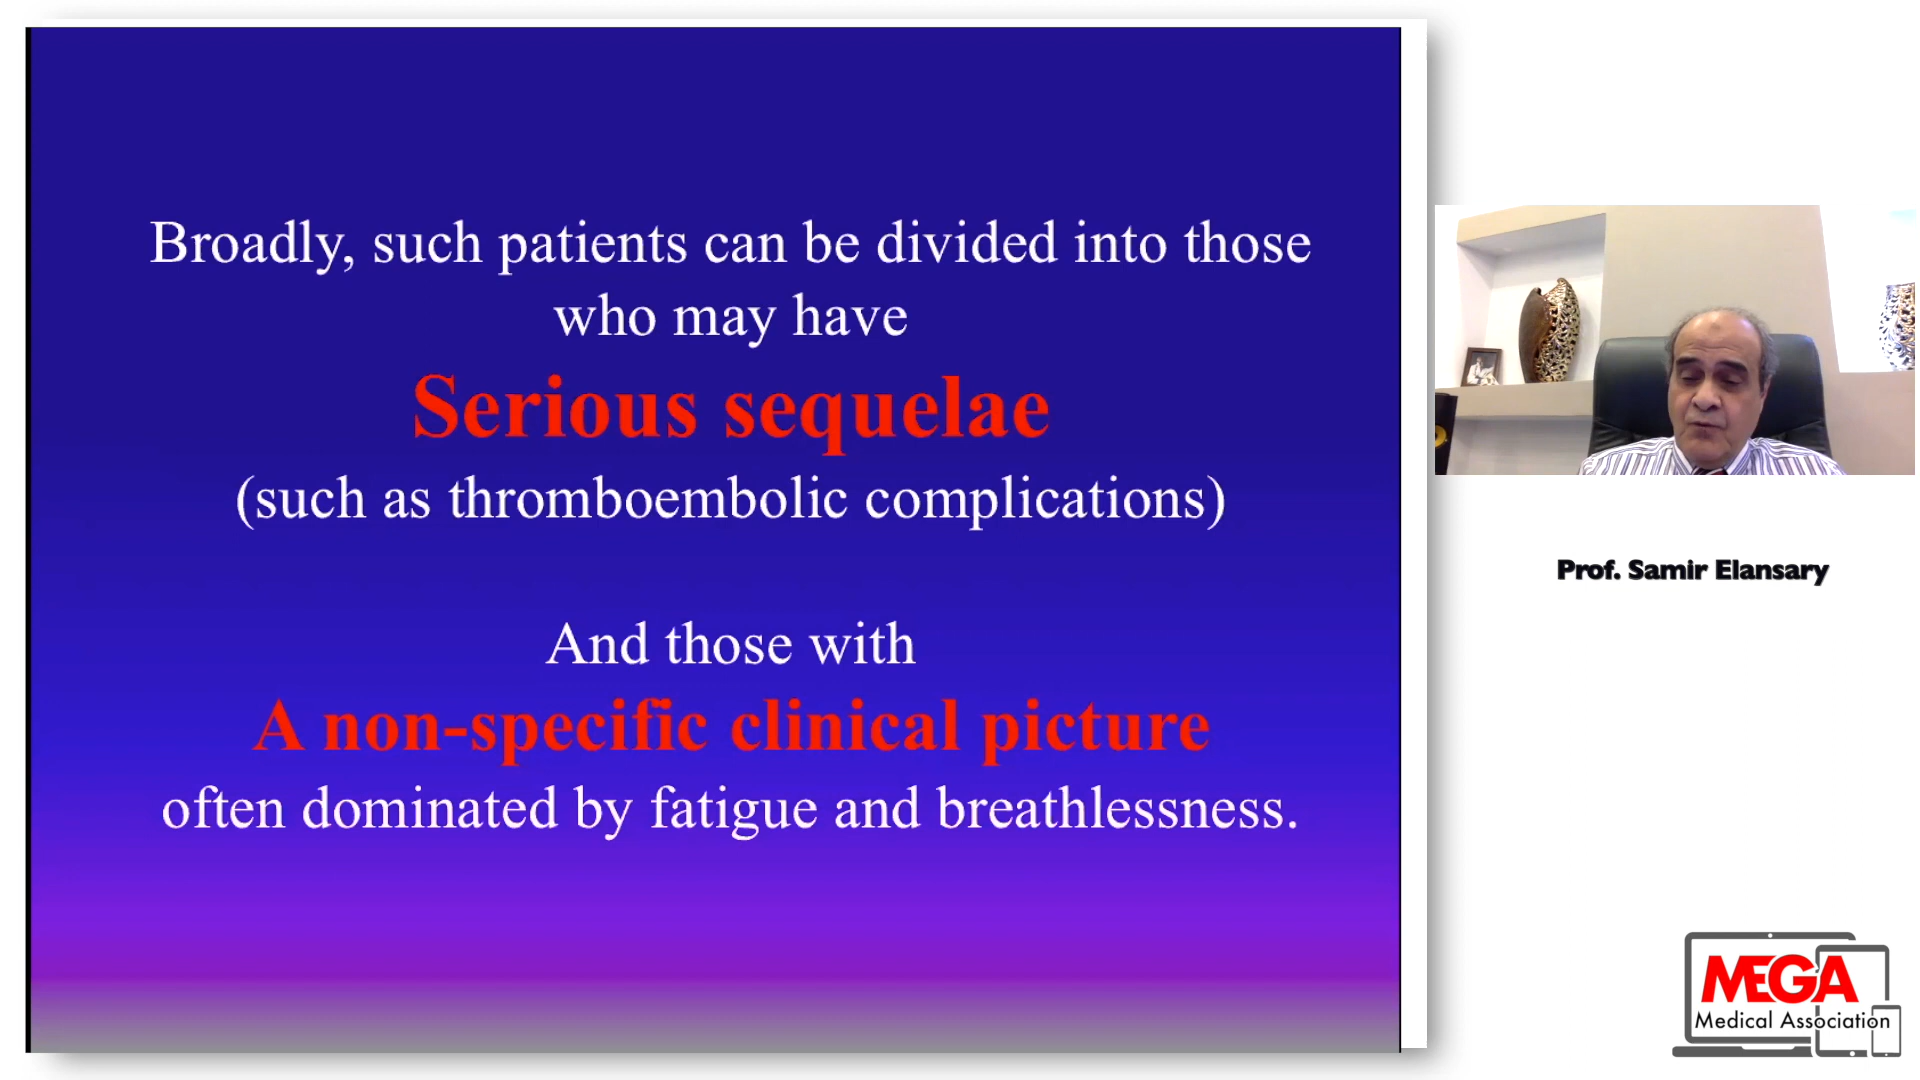 Broadly, such patients can be divided into those
who may have
Serious sequelae
(such as thromboembolic complications)
And those with
A non-specific clinical picture
often dominated by fatigue and breathlessness.
Prof. Samir Elansary
MEGA
Medical Association